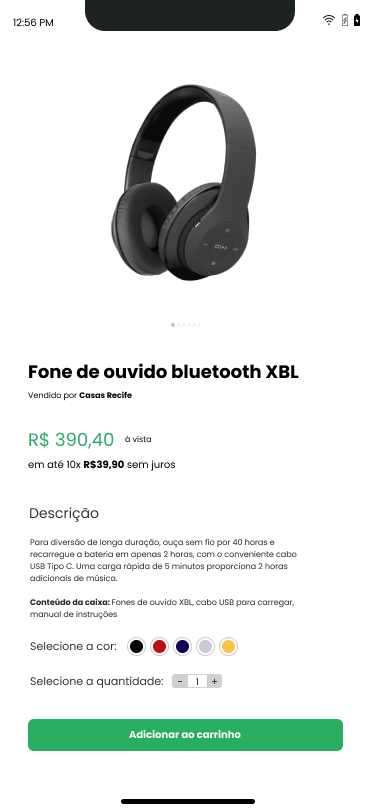 12:56 PM
Fone de ouvido bluetooth XBL
Vendido por Casas Recife
R$ 390,40 à vista
em até 10x R$39,90 sem juros
Descrição
Para diversão de longa duração, ouça sem fio por 40 horas e
recarregue a bateria em apenas 2 horas, com o conveniente cabo
USB Tipo C. Uma carga rápida de 5 minutos proporciona 2 horas
adicionais de música.
Conteúdo da caixa: Fones de ouvido XBL, cabo USB para carregar,
manual de instruções
Selecione a cor:
Selecione a quantidade: - 1 +
Adicionar ao carrinho